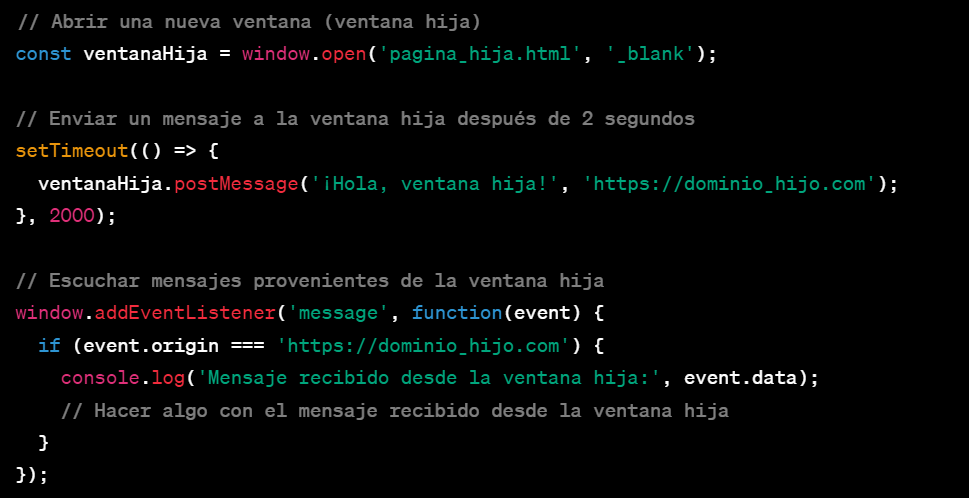 // Abrir una nueva ventana (ventana hija)
const ventanaHija = window.open('pagina_hija.html', '_blank');
// Enviar un mensaje a la ventana hija después de 2 segundos
setTimeout(() => {
  ventanaHija.postMessage('¡Hola, ventana hija!', 'https://dominio_hijo.com');
}, 2000);
// Escuchar mensajes provenientes de la ventana hija
window.addEventListener('message', function(event) {
  if (event.origin === 'https://dominio_hijo.com') {
    console.log('Mensaje recibido desde la ventana hija:', event.data);
    // Hacer algo con el mensaje recibido desde la ventana hija
  }
});